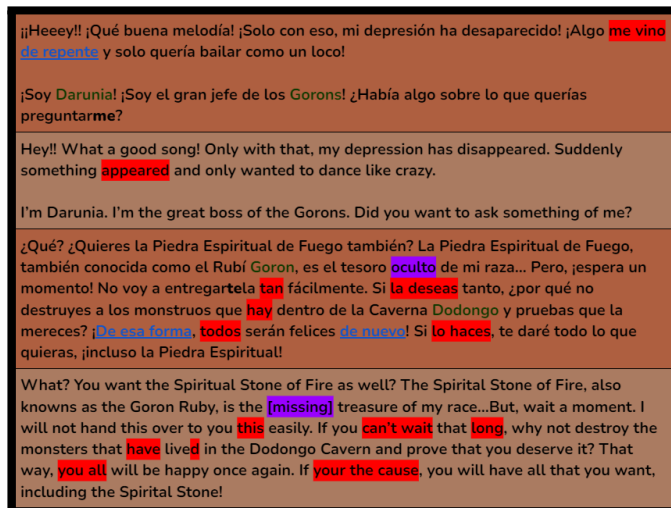 ¡¡Heeey!! ¡Qué buena melodía! ¡Solo con eso, mi depresión ha desaparecido! ¡Algo me vino
de repente y solo quería bailar como un loco!
¡Soy Darunia! ¡Soy el gran jefe de los Gorons! ¿Había algo sobre lo que querías
preguntarme?
Hey!! What a good song! Only with that, my depression has disappeared. Suddenly
something appeared and only wanted to dance like crazy.
I'm Darunia. I'm the great boss of the Gorons. Did you want to ask something of me?
¿Qué? ¿Quieres la Piedra Espiritual de Fuego también? La Piedra Espiritual de Fuego,
también conocida como el Rubí Goron, es el tesoro oculto de mi raza... Pero, ¡espera un
momento! No voy a entregartela tan fácilmente. Si la deseas tanto, ¿por qué no
destruyes a los monstruos que hay dentro de la Caverna Dodongo y pruebas que la
mereces? ¡De esa forma, todos serán felices de nuevo! Si lo haces, te daré todo lo que
quieras, ¡incluso la Piedra Espiritual!
What? You want the Spiritual Stone of Fire as well? The Spirital Stone of Fire, also
knowns as the Goron Ruby, is the [missing] treasure of my race...But, wait a moment. I
will not hand this over to you this easily. If you can't wait that long, why not destroy the
monsters that have lived in the Dodongo Cavern and prove that you deserve it? That
way, you all will be happy once again. If your the cause, you will have all that you want,
including the Spirital Stone!